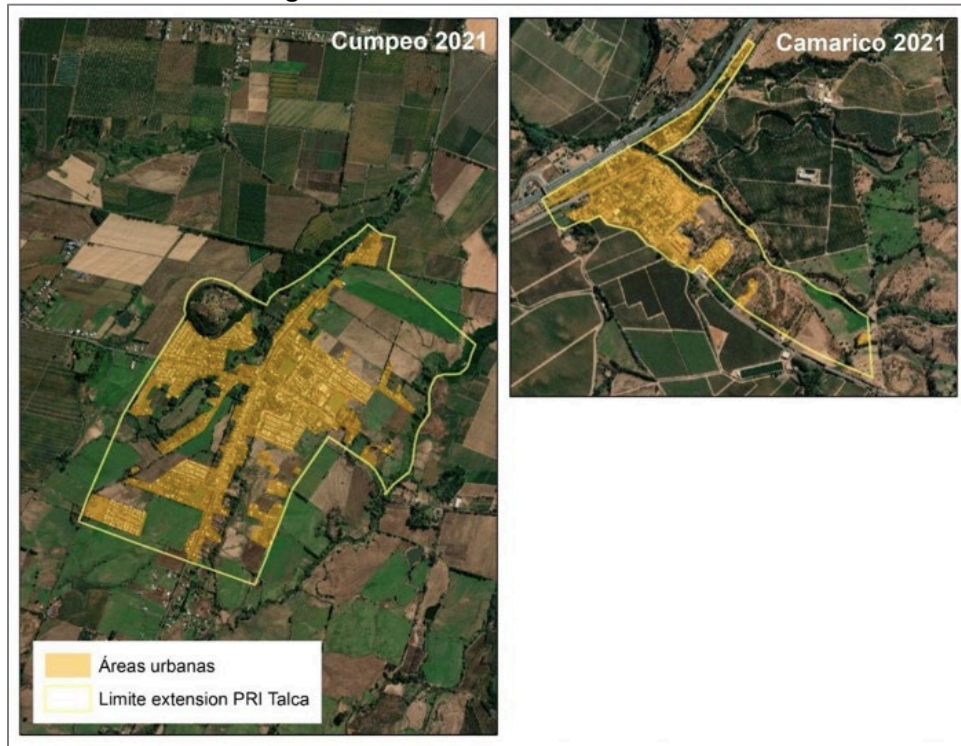 Cumpeo 2021
Camarico 2021
Áreas urbanas
Limite extension PRI Talca